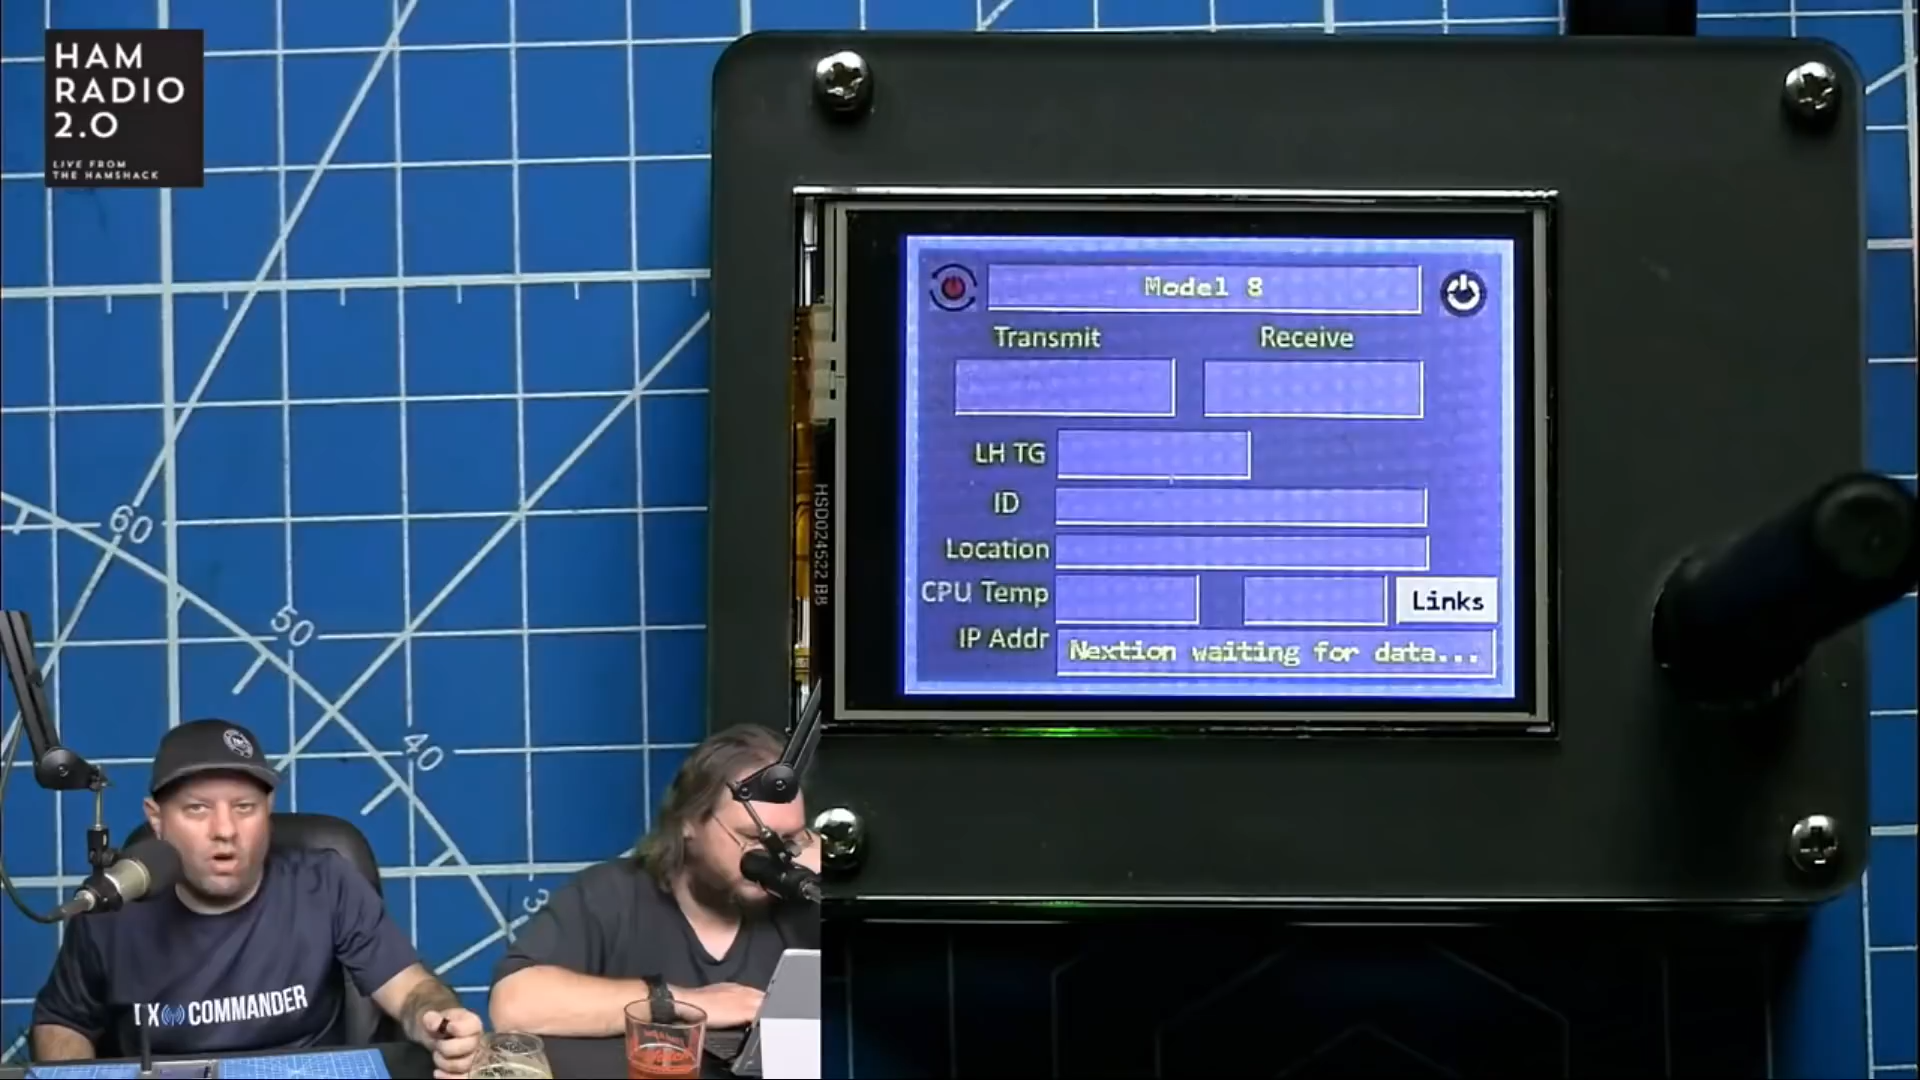 HAM
RADIO
2.0
LIVE FROM
THE HAMSHACK
Model 8
Transmit
Receive
LH TG
ID
Location
CPU Temp
Links
IP Addr
Nextion waiting for data...
HSD024522 B8
60
50
40
3
DX COMMANDER